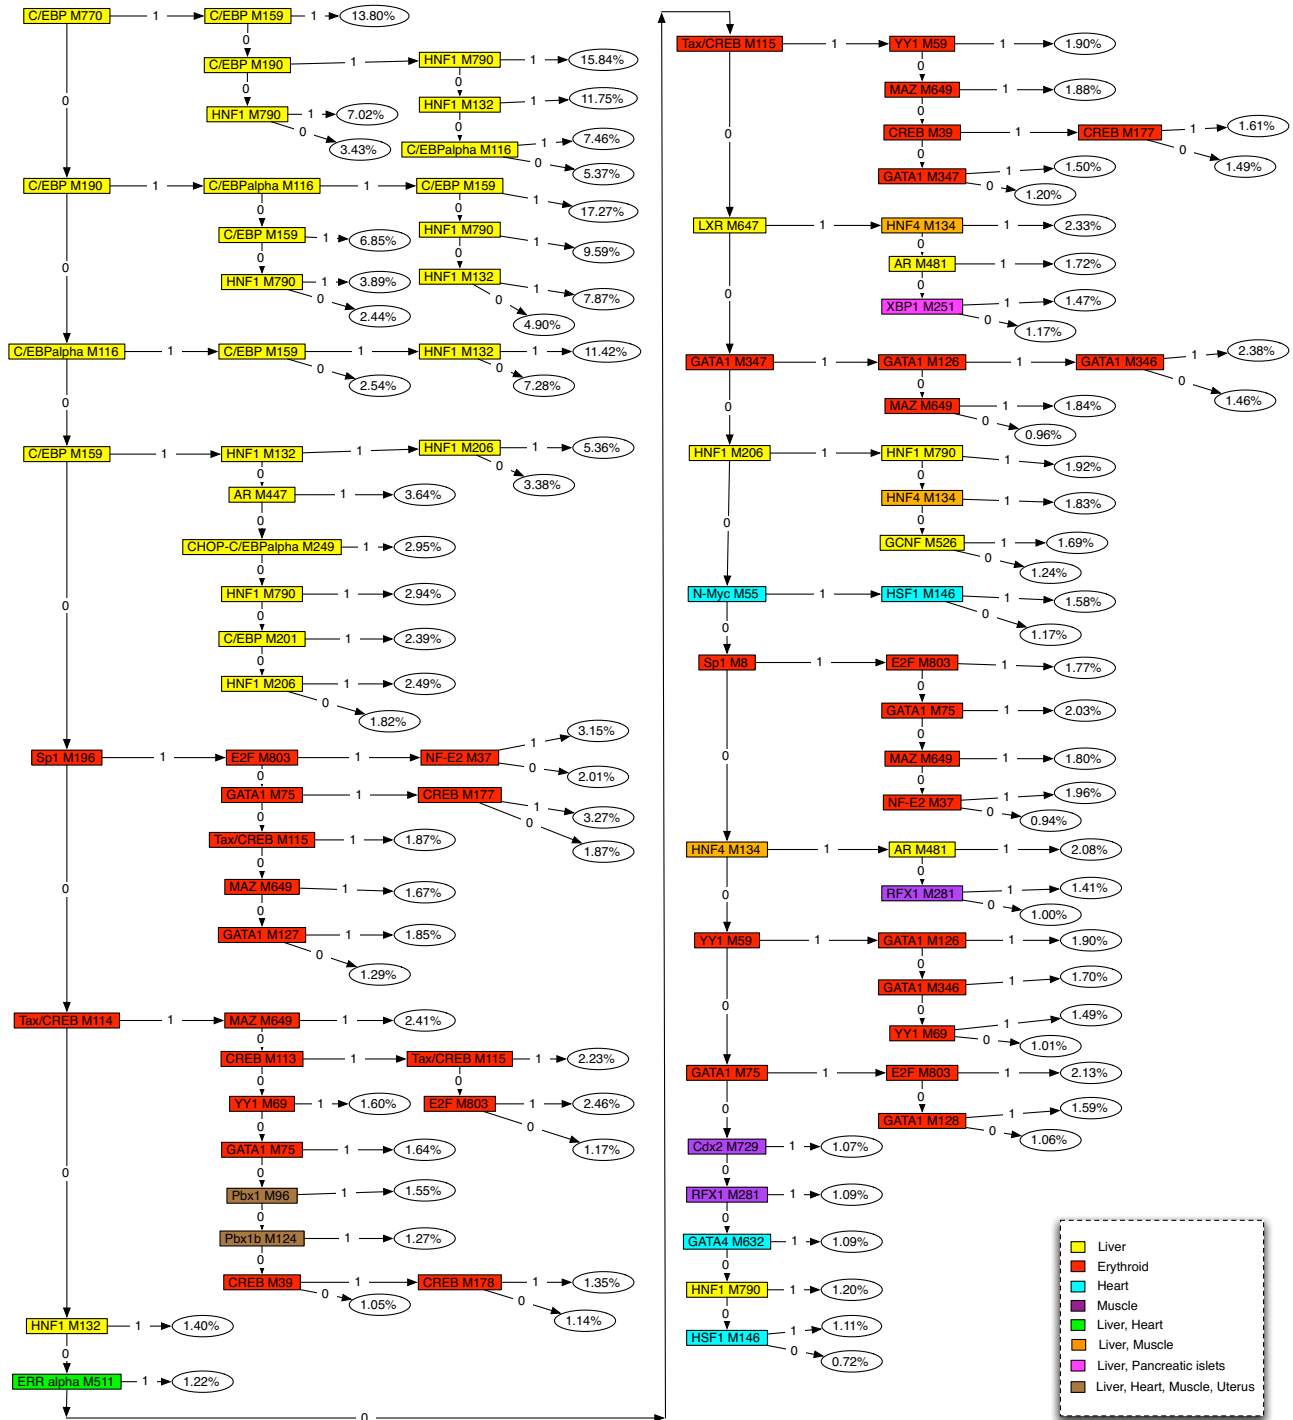 C/EBP M770 1 C/EBP M159 1 13.80%
0
C/EBP M190 1 HNF1 M790 1 15.84%
0 0
HNF1 M132 1 11.75%
HNF1 M790 1 7.02%
0 3.43%
0
C/EBPalpha M116 1 7.46%
0 5.37%
0
C/EBP M190 1 C/EBPalpha M116 1 C/EBP M159 1 17.27%
0 0
C/EBP M159 1 6.85%
HNF1 M790 1 9.59%
0 0
HNF1 M790 1 3.89%
0 2.44%
HNF1 M132 1 7.87%
0 4.90%
0
C/EBPalpha M116 1 C/EBP M159 1 HNF1 M132 1 11.42%
0 2.54%
0 7.28%
0
C/EBP M159 1 HNF1 M132 1 HNF1 M206 1 5.36%
0 3.38%
0
AR M447 1 3.64%
0
CHOP-C/EBPalpha M249 1 2.95%
0
HNF1 M790 1 2.94%
0
C/EBP M201 1 2.39%
0
HNF1 M206 1 2.49%
0 1.82%
0
Sp1 M196 1 E2F M803 1 NF-E2 M37 1 3.15%
0 2.01%
0
GATA1 M75 1 CREB M177 1 3.27%
0 1.87%
0
Tax/CREB M115 1 1.87%
0
MAZ M649 1 1.67%
0
GATA1 M127 1 1.85%
0 1.29%
0
Tax/CREB M114 1 MAZ M649 1 2.41%
0
CREB M113 1 Tax/CREB M115 1 2.23%
0 0
YY1 M69 1 1.60%
E2F M803 1 2.46%
0 1.17%
0
GATA1 M75 1 1.64%
0
Pbx1 M96 1 1.55%
0
Pbx1b M124 1 1.27%
0
CREB M39 1 CREB M178 1 1.35%
0 1.05%
0 1.14%
0
HNF1 M132 1 1.40%
0
ERR alpha M511 1 1.22%
0
Tax/CREB M115 1 YY1 M59 1 1.90%
0
MAZ M649 1 1.88%
0
CREB M39 1 CREB M177 1 1.61%
0 1.49%
0
GATA1 M347 1 1.50%
0 1.20%
0
LXR M647 1 HNF4 M134 1 2.33%
0
AR M481 1 1.72%
0
XBP1 M251 1 1.47%
0 1.17%
0
GATA1 M347 1 GATA1 M126 1 GATA1 M346 1 2.38%
0 1.46%
0
MAZ M649 1 1.84%
0 0.96%
0
HNF1 M206 1 HNF1 M790 1 1.92%
0
HNF4 M134 1 1.83%
0
GCNF M526 1 1.69%
0 1.24%
0
N-Myc M55 1 HSF1 M146 1 1.58%
0 1.17%
0
Sp1 M8 1 E2F M803 1 1.77%
0
GATA1 M75 1 2.03%
0
MAZ M649 1 1.80%
0
NF-E2 M37 1 1.96%
0 0.94%
0
HNF4 M134 1 AR M481 1 2.08%
0
RFX1 M281 1 1.41%
0 1.00%
0
YY1 M59 1 GATA1 M126 1 1.90%
0
GATA1 M346 1 1.70%
0
YY1 M69 1 1.49%
0 1.01%
0
GATA1 M75 1 E2F M803 1 2.13%
0
GATA1 M128 1 1.59%
0 1.06%
0
Cdx2 M729 1 1.07%
0
RFX1 M281 1 1.09%
0
GATA4 M632 1 1.09%
0
HNF1 M790 1 1.20%
0
HSF1 M146 1 1.11%
0 0.72%
Liver
Erythroid
Heart
Muscle
Liver, Heart
Liver, Muscle
Liver, Pancreatic islets
Liver, Heart, Muscle, Uterus